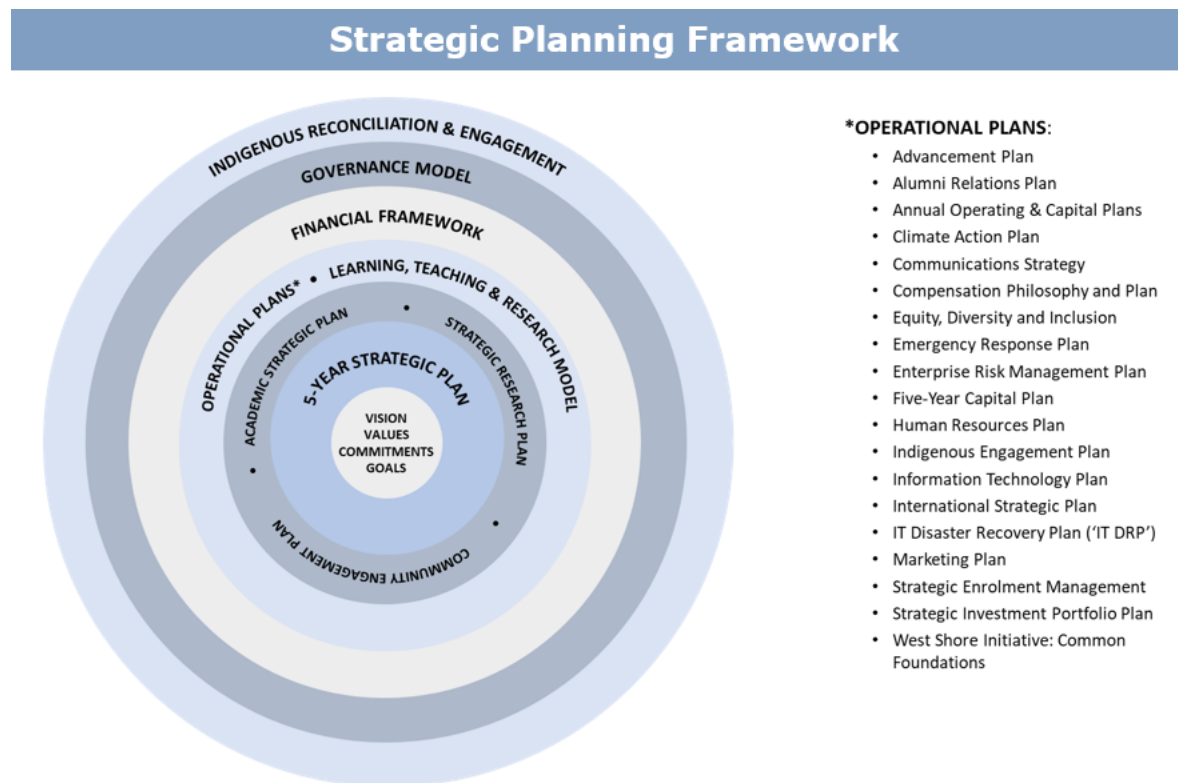 Strategic Planning Framework
INDIGENOUS RECONCILIATION & ENGAGEMENT
GOVERNANCE MODEL
FINANCIAL FRAMEWORK
OPERATIONAL PLANS* • LEARNING, TEACHING & RESEARCH MODEL
ACADEMIC STRATEGIC PLAN • STRATEGIC RESEARCH PLAN • COMMUNITY ENGAGEMENT PLAN •
5-YEAR STRATEGIC PLAN
VISION
VALUES
COMMITMENTS
GOALS
*OPERATIONAL PLANS:
• Advancement Plan
• Alumni Relations Plan
• Annual Operating & Capital Plans
• Climate Action Plan
• Communications Strategy
• Compensation Philosophy and Plan
• Equity, Diversity and Inclusion
• Emergency Response Plan
• Enterprise Risk Management Plan
• Five-Year Capital Plan
• Human Resources Plan
• Indigenous Engagement Plan
• Information Technology Plan
• International Strategic Plan
• IT Disaster Recovery Plan (‘IT DRP’)
• Marketing Plan
• Strategic Enrolment Management
• Strategic Investment Portfolio Plan
• West Shore Initiative: Common
Foundations